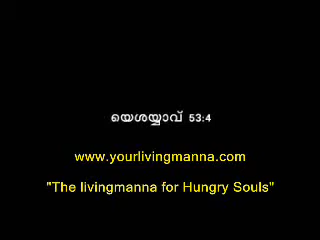 യെശയ്യാവ് 53:4
www.yourlivingmanna.com
"The livingmanna for Hungry Souls"